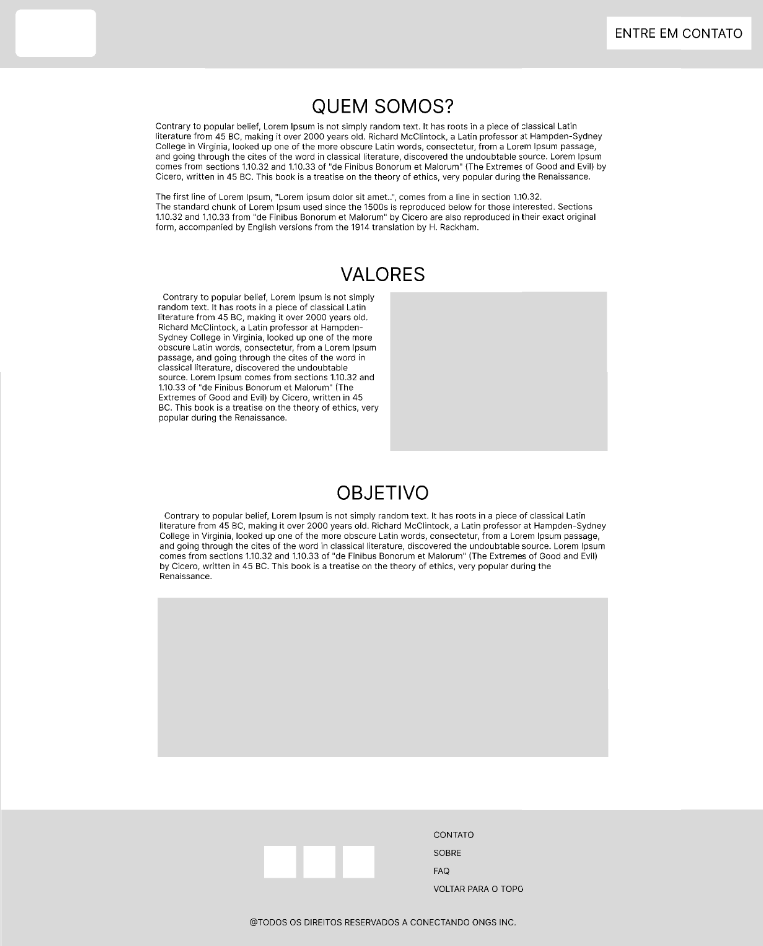 ENTRE EM CONTATO
QUEM SOMOS?
Contrary to popular belief, Lorem Ipsum is not simply random text. It has roots in a piece of classical Latin
literature from 45 BC, making it over 2000 years old. Richard McClintock, a Latin professor at Hampden-Sydney
College in Virginia, looked up one of the more obscure Latin words, consectetur, from a Lorem Ipsum passage,
and going through the cites of the word in classical literature, discovered the undoubtable source. Lorem Ipsum
comes from sections 1.10.32 and 1.10.33 of "de Finibus Bonorum et Malorum" (The Extremes of Good and Evil) by
Cicero, written in 45 BC. This book is a treatise on the theory of ethics, very popular during the Renaissance.
The first line of Lorem Ipsum, "Lorem ipsum dolor sit amet..", comes from a line in section 1.10.32.
The standard chunk of Lorem Ipsum used since the 1500s is reproduced below for those interested. Sections
1.10.32 and 1.10.33 from "de Finibus Bonorum et Malorum" by Cicero are also reproduced in their exact original
form, accompanied by English versions from the 1914 translation by H. Rackham.
VALORES
Contrary to popular belief, Lorem Ipsum is not simply
random text. It has roots in a piece of classical Latin
literature from 45 BC, making it over 2000 years old.
Richard McClintock, a Latin professor at Hampden-
Sydney College in Virginia, looked up one of the more
obscure Latin words, consectetur, from a Lorem Ipsum
passage, and going through the cites of the word in
classical literature, discovered the undoubtable
source. Lorem Ipsum comes from sections 1.10.32 and
1.10.33 of "de Finibus Bonorum et Malorum" (The
Extremes of Good and Evil) by Cicero, written in 45
BC. This book is a treatise on the theory of ethics, very
popular during the Renaissance.
OBJETIVO
Contrary to popular belief, Lorem Ipsum is not simply random text. It has roots in a piece of classical Latin
literature from 45 BC, making it over 2000 years old. Richard McClintock, a Latin professor at Hampden-Sydney
College in Virginia, looked up one of the more obscure Latin words, consectetur, from a Lorem Ipsum passage,
and going through the cites of the word in classical literature, discovered the undoubtable source. Lorem Ipsum
comes from sections 1.10.32 and 1.10.33 of "de Finibus Bonorum et Malorum" (The Extremes of Good and Evil)
by Cicero, written in 45 BC. This book is a treatise on the theory of ethics, very popular during the
Renaissance.
CONTATO
SOBRE
FAQ
VOLTAR PARA O TOPO
@TODOS OS DIREITOS RESERVADOS A CONECTANDO ONGS INC.